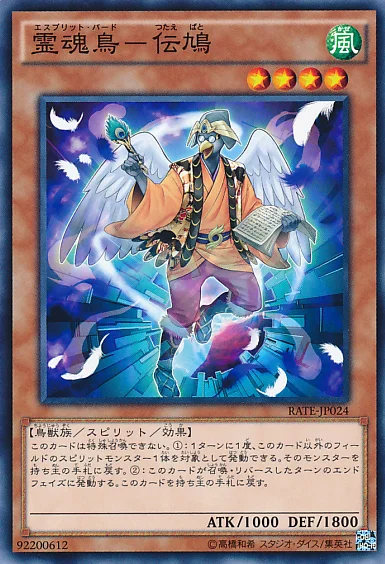 エスプリット・バード つたえ ばと
霊魂鳥－伝鳩
かぜ
風
RATE-JP024
【鳥獣族／スピリット／効果】
このカードは特殊召喚できない。①：1ターンに1度、このカード以外のフィー
ルドのスピリットモンスター1体を対象として発動できる。そのモンスターを
持ち主の手札に戻す。②：このカードが召喚・リバースしたターンのエンド
フェイズに発動する。このカードを持ち主の手札に戻す。
ATK/1000 DEF/1800
92200612
©高橋和希 スタジオ・ダイス/集英社